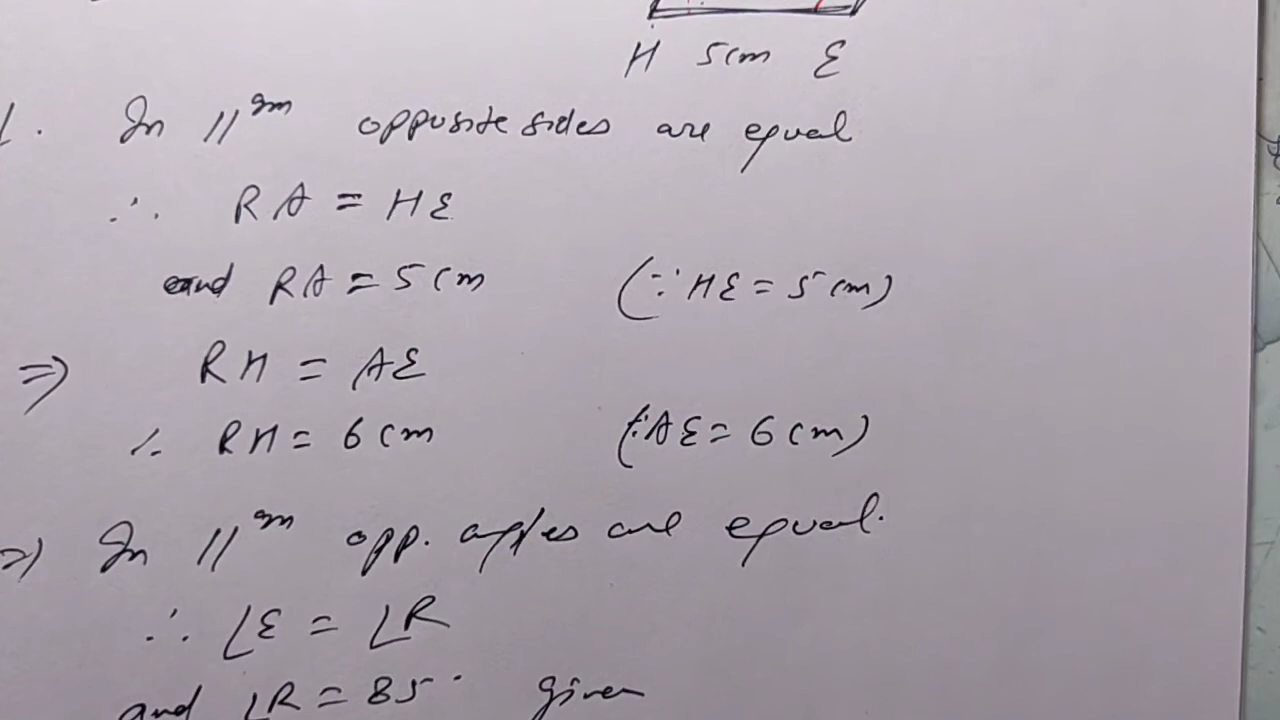 H 5cm E
1. In ||gm opposite sides are equal
∴ RA = HE
and RA = 5 cm (∵ HE = 5 cm)
⇒ RH = AE
∴ RH = 6 cm (∵ AE = 6 cm)
⇒ In ||gm opp. angles are equal.
∴ ∠E = ∠R
and ∠R = 85° given